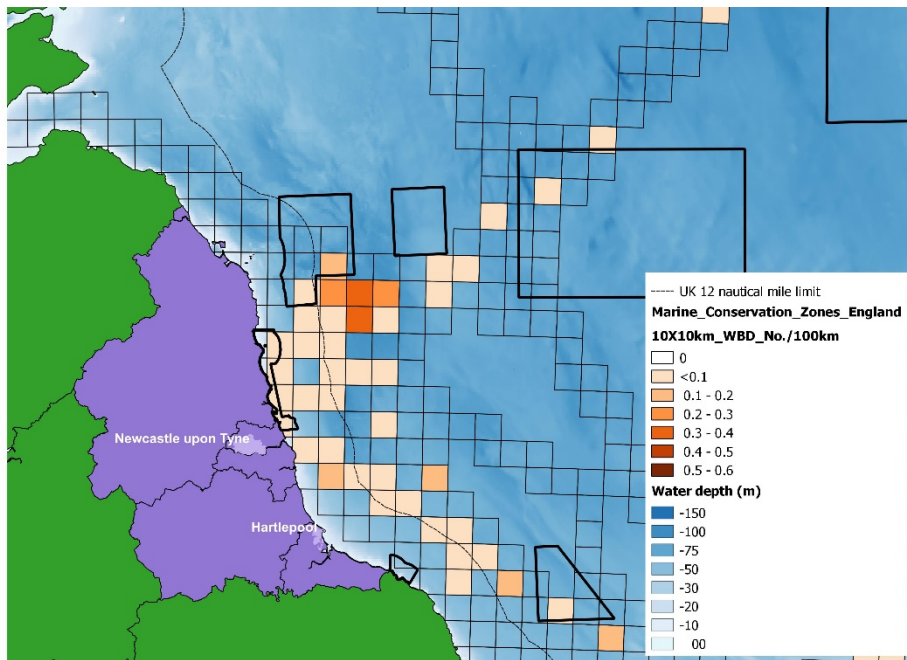 Newcastle upon Tyne
Hartlepool
UK 12 nautical mile limit
Marine_Conservation_Zones_England
10X10km_WBD_No./100km
0
<0.1
0.1 - 0.2
0.2 - 0.3
0.3 - 0.4
0.4 - 0.5
0.5 - 0.6
Water depth (m)
-150
-100
-75
-50
-30
-20
-10
00